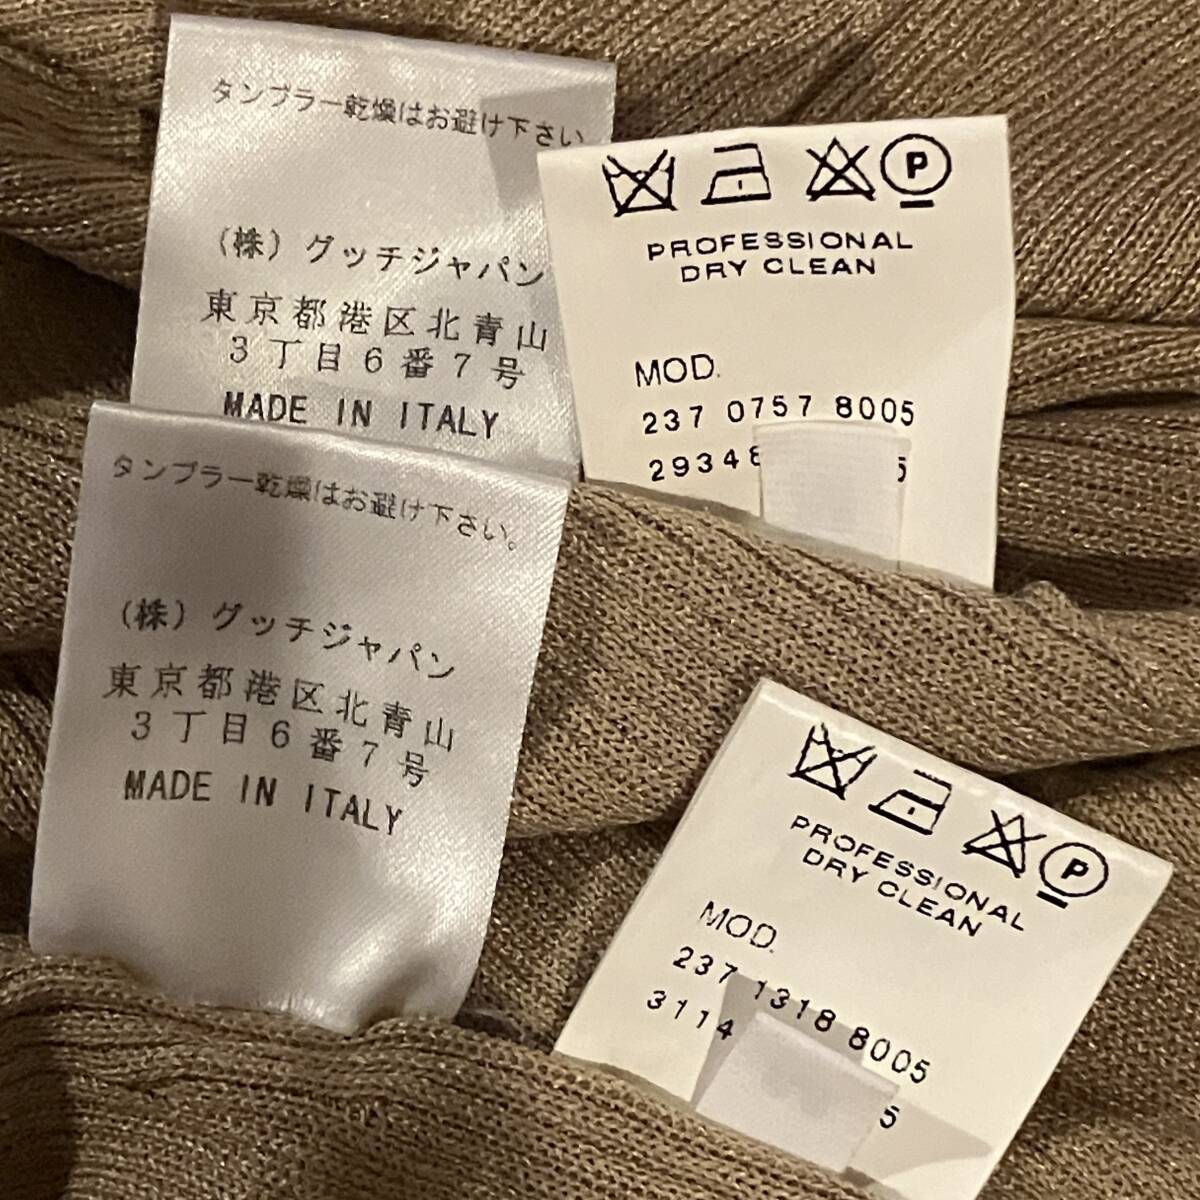 タンブラー乾燥はお避け下さい
(株)グッチジャパン
東京都港区北青山
3丁目6番7号
MADE IN ITALY
P
PROFESSIONAL
DRY CLEAN
MOD.
237 0757 8005
タンブラー乾燥はお避け下さい。
(株)グッチジャパン
東京都港区北青山
3丁目6番7号
MADE IN ITALY
P
PROFESSIONAL
DRY CLEAN
MOD.
237 1318 8005